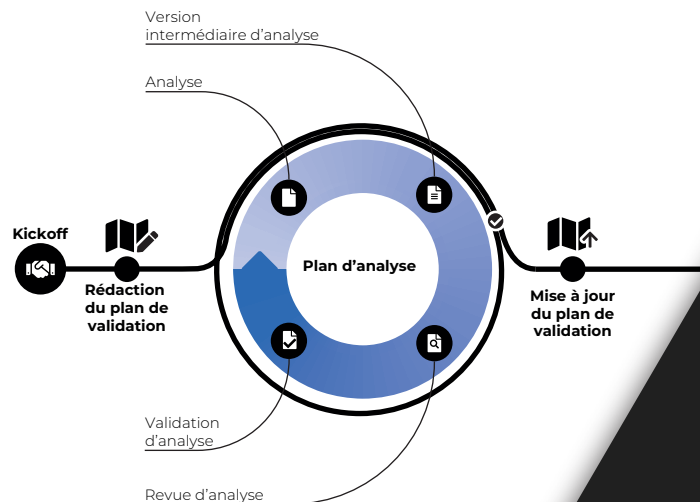 Version
intermédiaire d'analyse
Analyse
Kickoff
Rédaction
du plan de
validation
Plan d'analyse
Mise à jour
du plan de
validation
Validation
d'analyse
Revue d'analyse